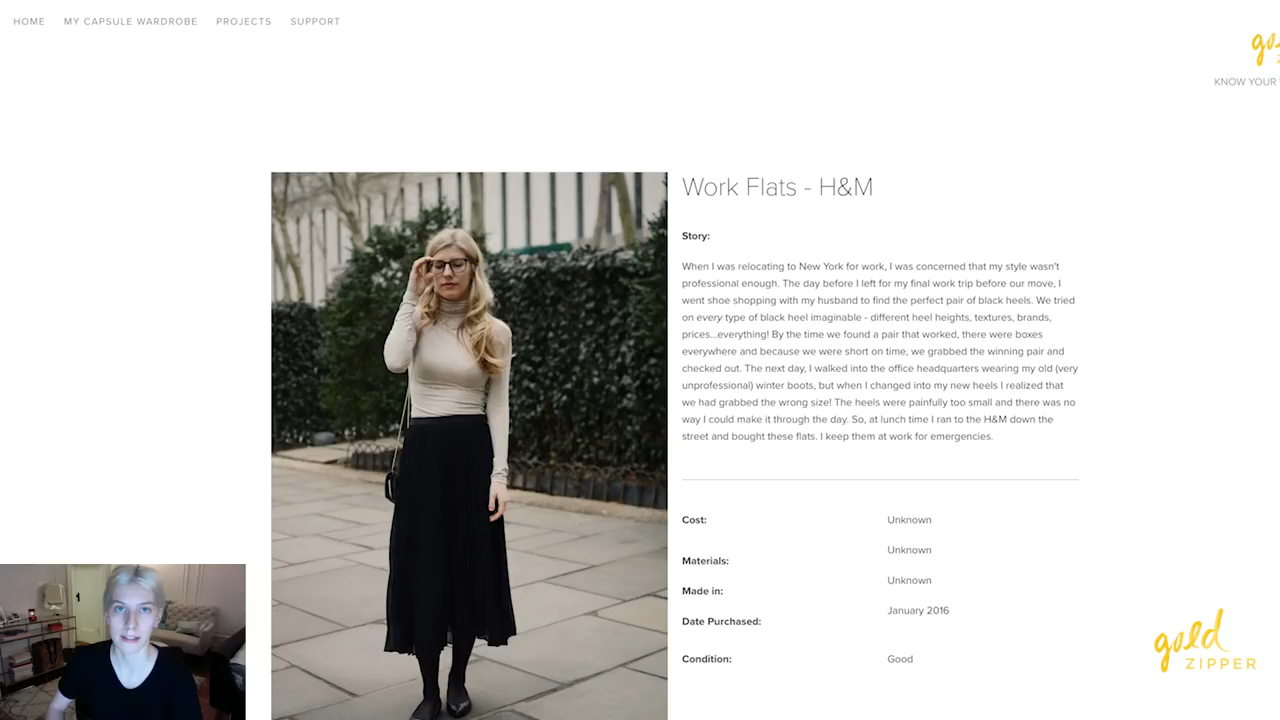 HOME MY CAPSULE WARDROBE PROJECTS SUPPORT
KNOW YOUR
Work Flats - H&M
Story:
When I was relocating to New York for work, I was concerned that my style wasn't
professional enough. The day before I left for my final work trip before our move, I
went shoe shopping with my husband to find the perfect pair of black heels. We tried
on every type of black heel imaginable - different heel heights, textures, brands,
prices...everything! By the time we found a pair that worked, there were boxes
everywhere and because we were short on time, we grabbed the winning pair and
checked out. The next day, I walked into the office headquarters wearing my old (very
unprofessional) winter boots, but when I changed into my new heels I realized that
we had grabbed the wrong size! The heels were painfully too small and there was no
way I could make it through the day. So, at lunch time I ran to the H&M down the
street and bought these flats. I keep them at work for emergencies.
Cost: Unknown
Materials: Unknown
Made in: Unknown
Date Purchased: January 2016
Condition: Good
gold
ZIPPER